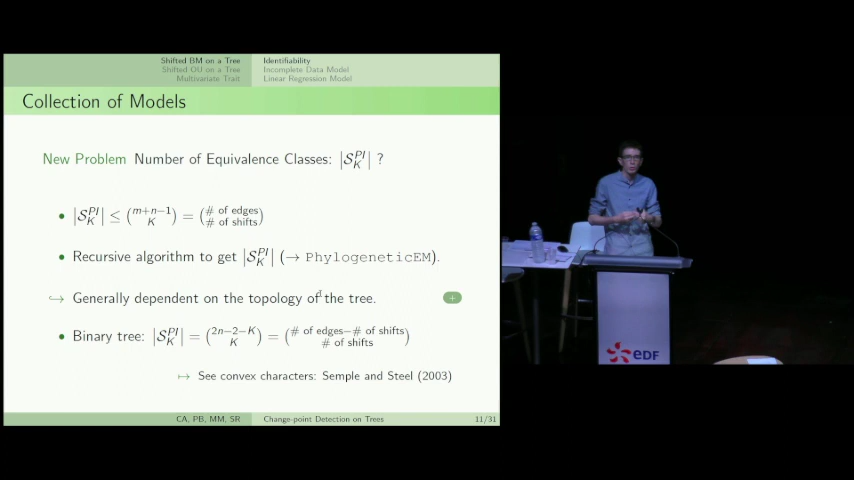 Shifted BM on a Tree
Shifted OU on a Tree
Multivariate Trait
Identifiability
Incomplete Data Model
Linear Regression Model
Collection of Models
New Problem Number of Equivalence Classes: |S_K^{PI}| ?
• |S_K^{PI}| ≤ (m+n−1 K) = (# of edges # of shifts)
• Recursive algorithm to get |S_K^{PI}| (→ PhylogeneticEM).
↪ Generally dependent on the topology of the tree.
+
• Binary tree: |S_K^{PI}| = (2n−2−K K) = (# of edges−# of shifts # of shifts)
↦ See convex characters: Semple and Steel (2003)
CA, PB, MM, SR
Change-point Detection on Trees
11/31
eDF